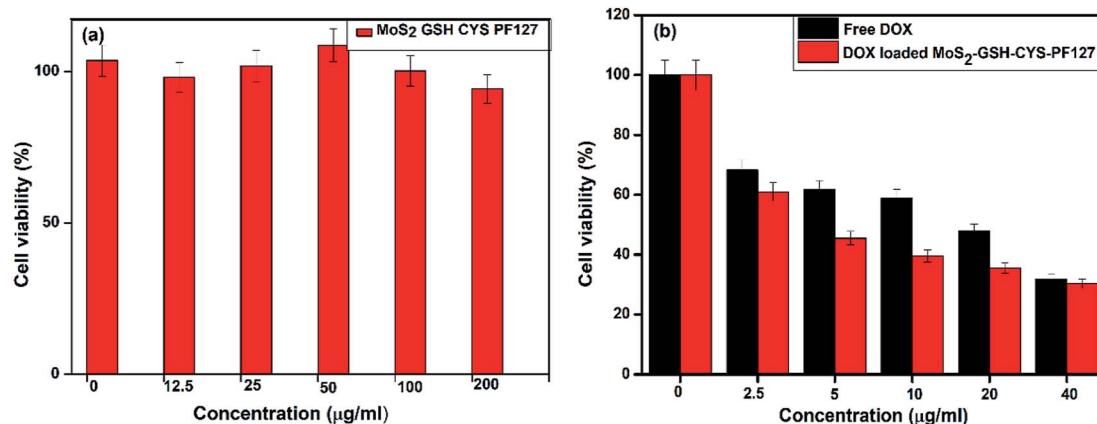 (a)
MoS2 GSH CYS PF127
100
50
0
Cell viability (%)
0 12.5 25 50 100 200
Concentration (μg/ml)
(b)
Free DOX
DOX loaded MoS2-GSH-CYS-PF127
120
100
80
60
40
20
0
Cell viability (%)
0 2.5 5 10 20 40
Concentration (μg/ml)